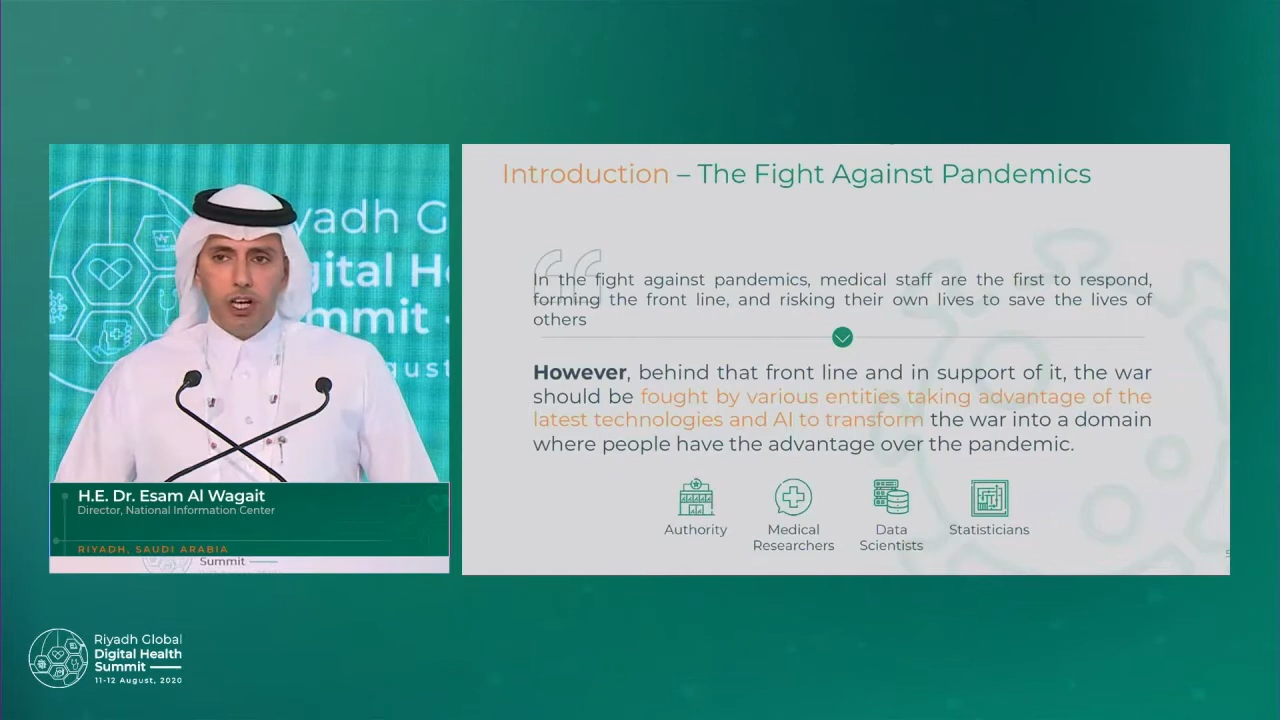 yadh G
gital H
mmit
gus
H.E. Dr. Esam Al Wagait
Director, National Information Center
RIYADH, SAUDI ARABIA
Summit
Introduction – The Fight Against Pandemics
In the fight against pandemics, medical staff are the first to respond,
forming the front line, and risking their own lives to save the lives of
others
However, behind that front line and in support of it, the war
should be fought by various entities taking advantage of the
latest technologies and AI to transform the war into a domain
where people have the advantage over the pandemic.
Authority
Medical
Researchers
Data
Scientists
Statisticians
Riyadh Global
Digital Health
Summit
11-12 August, 2020